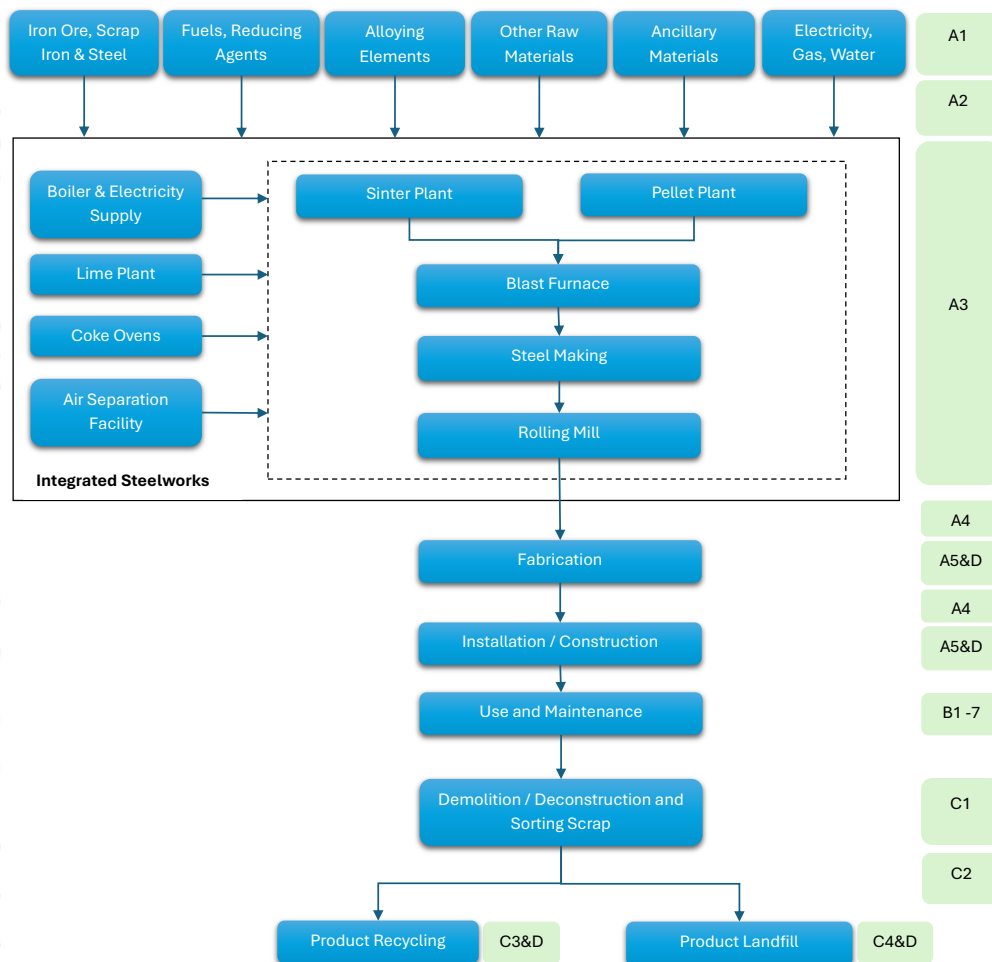 Iron Ore, Scrap
Iron & Steel
Fuels, Reducing
Agents
Alloying
Elements
Other Raw
Materials
Ancillary
Materials
Electricity,
Gas, Water
A1
A2
Boiler & Electricity
Supply
Sinter Plant
Pellet Plant
Lime Plant
Blast Furnace
A3
Coke Ovens
Steel Making
Air Separation
Facility
Rolling Mill
Integrated Steelworks
A4
Fabrication
A5&D
A4
Installation / Construction
A5&D
Use and Maintenance
B1 -7
Demolition / Deconstruction and
Sorting Scrap
C1
C2
Product Recycling
C3&D
Product Landfill
C4&D